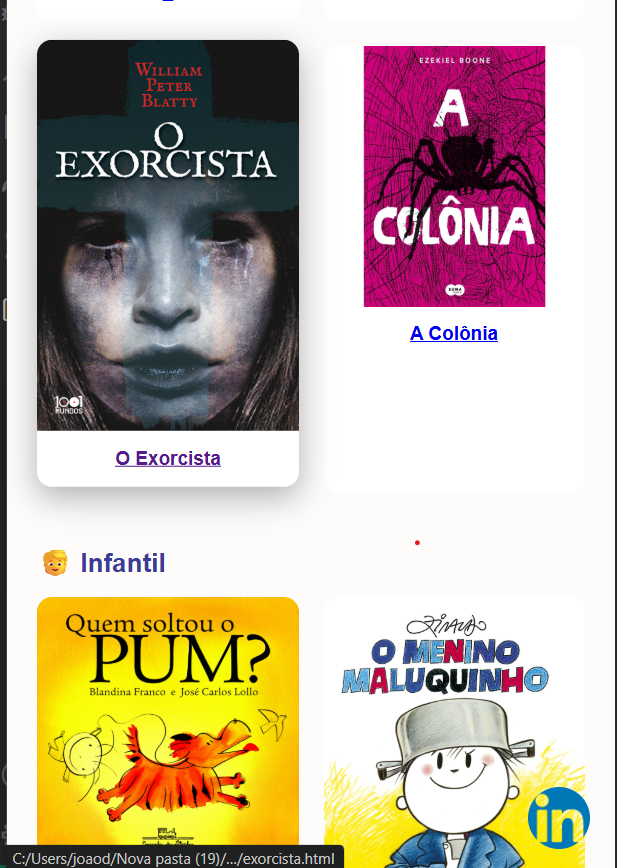 WILLIAM
PETER
BLATTY
O
EXORCISTA
1001
MUNDOS
O Exorcista
EZEKIEL BOONE
A
COLÔNIA
SUMA
A Colônia
Infantil
Quem soltou o
PUM?
Blandina Franco e José Carlos Lollo
ZIRALDO
O MENINO
MALUQUINHO
in
C:/Users/joaod/Nova pasta (19)/.../exorcista.html